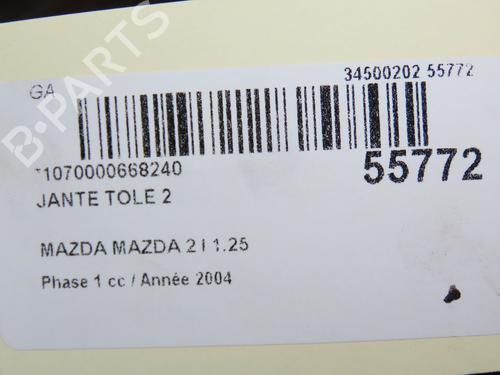 GA
34500202 55772
*1070000668240
55772
JANTE TOLE 2
MAZDA MAZDA 2 I 1.25
Phase 1 cc / Année 2004
B-PARTS